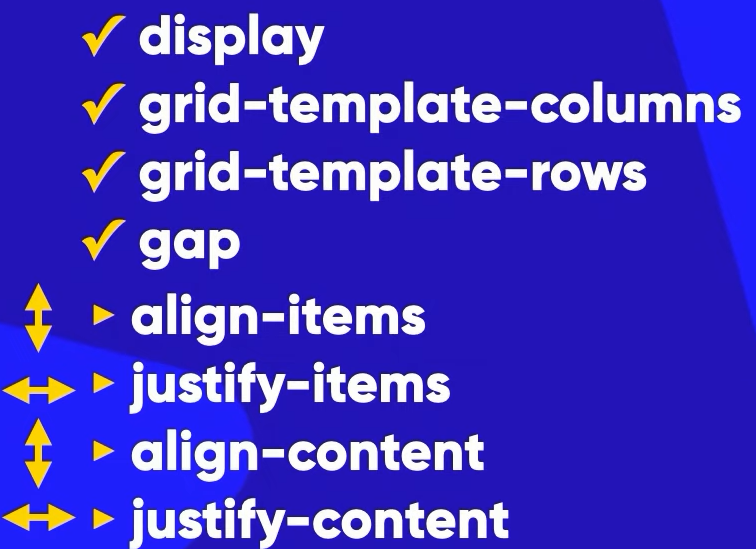 display
grid-template-columns
grid-template-rows
gap
align-items
justify-items
align-content
justify-content